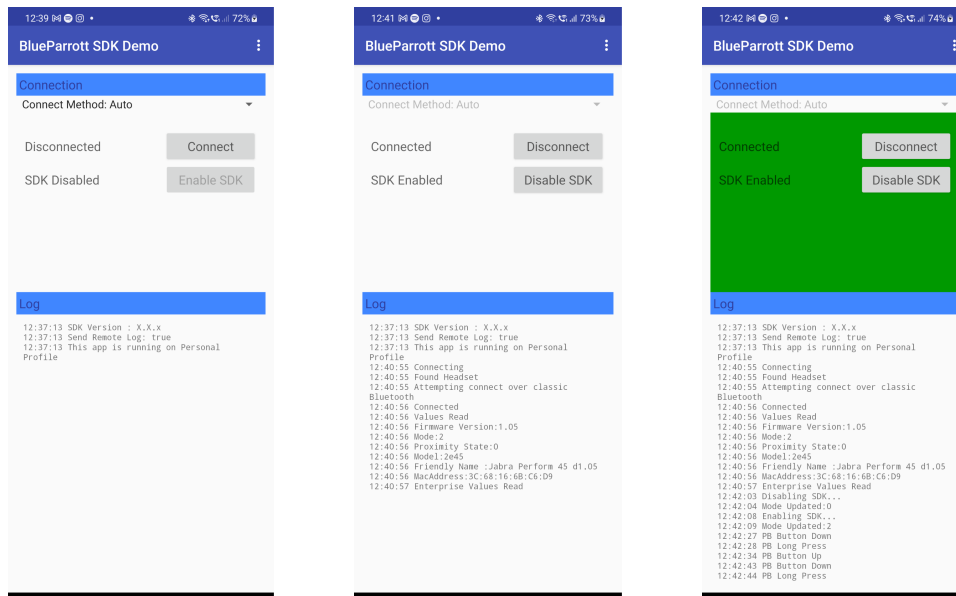 12:39 72%
BlueParrott SDK Demo
Connection
Connect Method: Auto
Disconnected Connect
SDK Disabled Enable SDK
Log
12:37:13 SDK Version : X.X.x
12:37:13 Send Remote Log: true
12:37:13 This app is running on Personal
Profile
12:41 73%
BlueParrott SDK Demo
Connection
Connect Method: Auto
Connected Disconnect
SDK Enabled Disable SDK
Log
12:37:13 SDK Version : X.X.x
12:37:13 Send Remote Log: true
12:37:13 This app is running on Personal
Profile
12:40:55 Connecting
12:40:55 Found Headset
12:40:55 Attempting connect over classic
Bluetooth
12:40:56 Connected
12:40:56 Values Read
12:40:56 Firmware Version:1.05
12:40:56 Mode:2
12:40:56 Proximity State:0
12:40:56 Model:2e45
12:40:56 Friendly Name :Jabra Perform 45 d1.05
12:40:56 MacAddress:3C:68:16:6B:C6:D9
12:40:57 Enterprise Values Read
12:42 74%
BlueParrott SDK Demo
Connection
Connect Method: Auto
Connected Disconnect
SDK Enabled Disable SDK
Log
12:37:13 SDK Version : X.X.x
12:37:13 Send Remote Log: true
12:37:13 This app is running on Personal
Profile
12:40:55 Connecting
12:40:55 Found Headset
12:40:55 Attempting connect over classic
Bluetooth
12:40:56 Connected
12:40:56 Values Read
12:40:56 Firmware Version:1.05
12:40:56 Mode:2
12:40:56 Proximity State:0
12:40:56 Model:2e45
12:40:56 Friendly Name :Jabra Perform 45 d1.05
12:40:56 MacAddress:3C:68:16:6B:C6:D9
12:40:57 Enterprise Values Read
12:42:03 Disabling SDK...
12:42:04 Mode Updated:0
12:42:08 Enabling SDK...
12:42:09 Mode Updated:2
12:42:27 PB Button Down
12:42:28 PB Long Press
12:42:34 PB Button Up
12:42:43 PB Button Down
12:42:44 PB Long Press